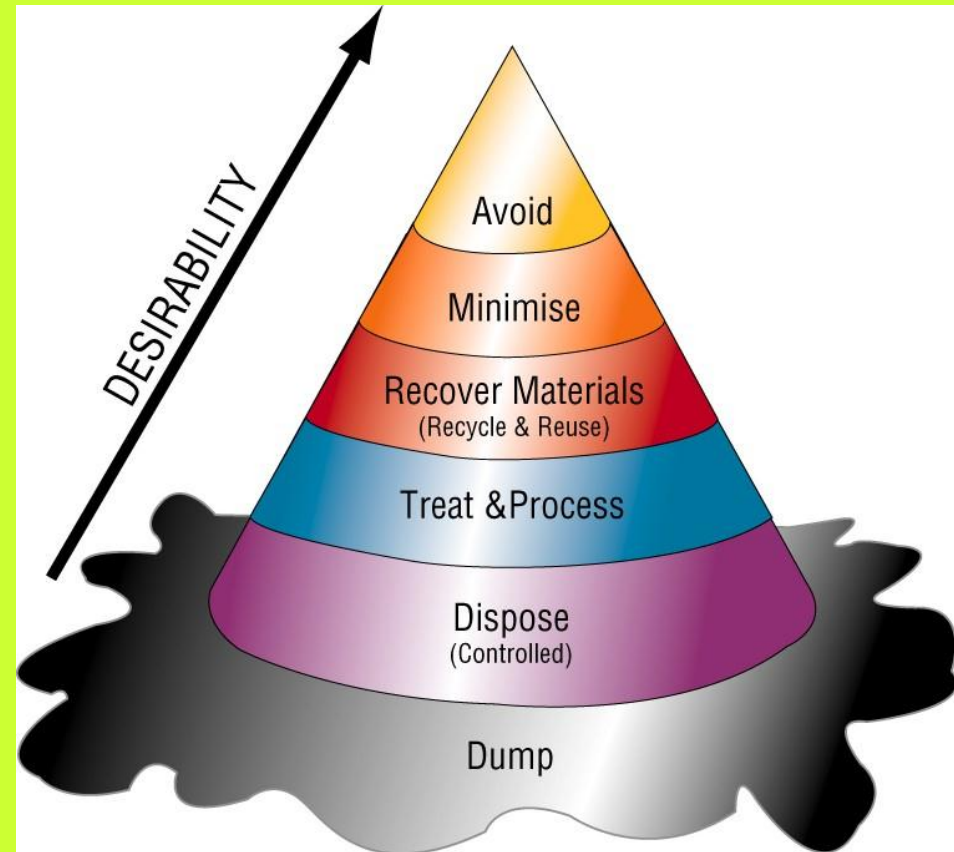 DESIRABILITY
Avoid
Minimise
Recover Materials
(Recycle & Reuse)
Treat &Process
Dispose
(Controlled)
Dump